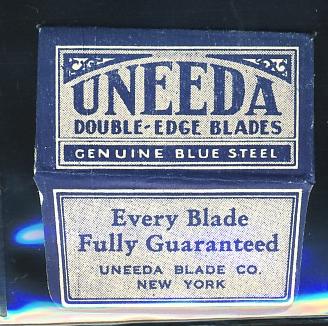 UNEEDA
DOUBLE-EDGE BLADES
GENUINE BLUE STEEL
Every Blade
Fully Guaranteed
UNEEDA BLADE CO.
NEW YORK